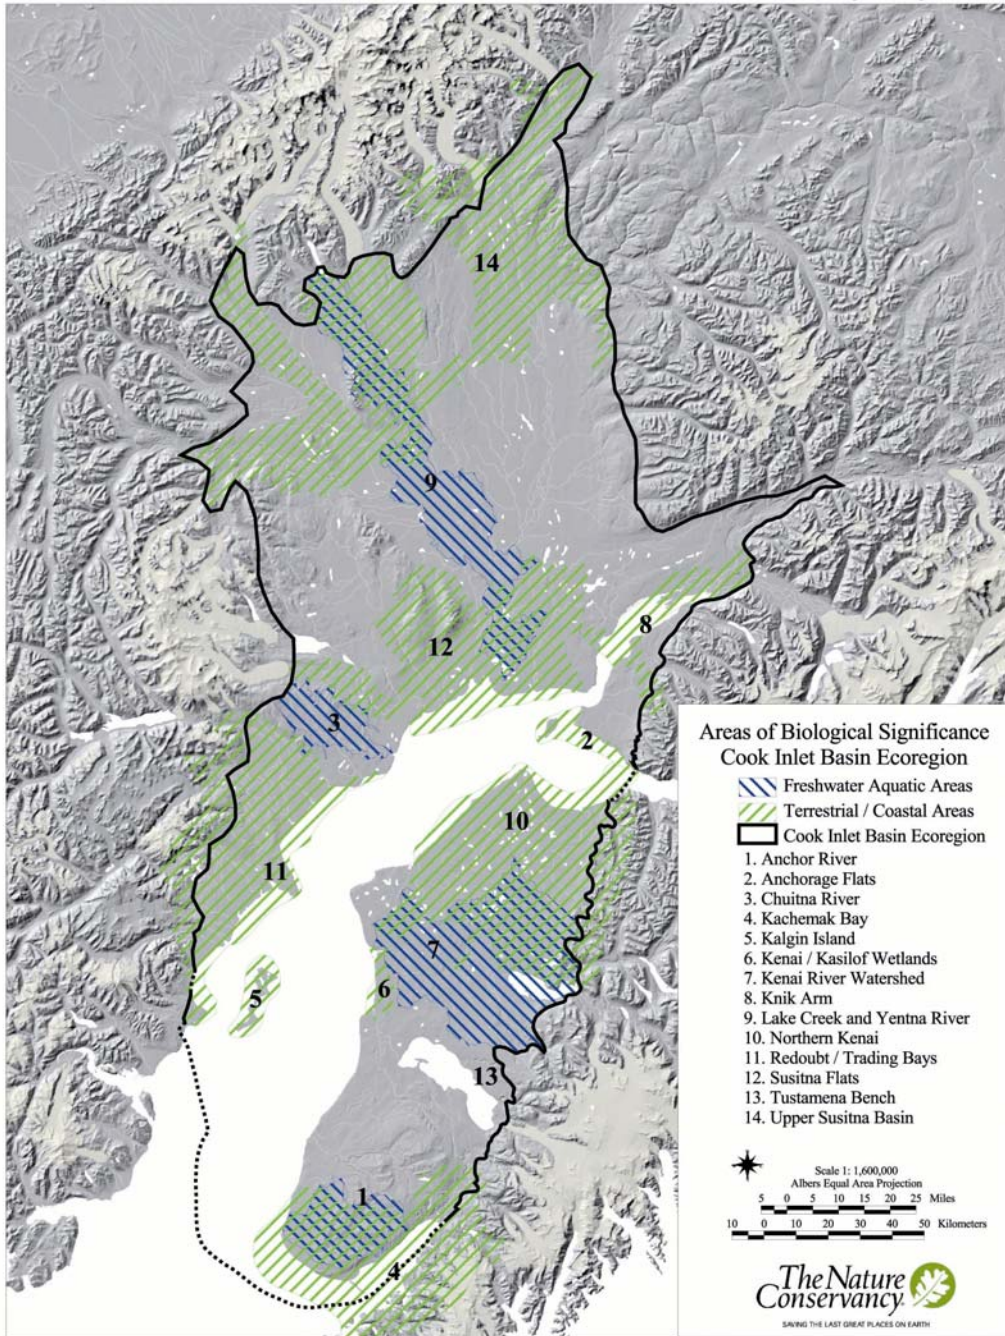 14
9
12
8
3
2
10
11
7
5
6
13
1
4
Areas of Biological Significance
Cook Inlet Basin Ecoregion
Freshwater Aquatic Areas
Terrestrial / Coastal Areas
Cook Inlet Basin Ecoregion
1. Anchor River
2. Anchorage Flats
3. Chuitna River
4. Kachemak Bay
5. Kalgin Island
6. Kenai / Kasilof Wetlands
7. Kenai River Watershed
8. Knik Arm
9. Lake Creek and Yentna River
10. Northern Kenai
11. Redoubt / Trading Bays
12. Susitna Flats
13. Tustamena Bench
14. Upper Susitna Basin
Scale 1: 1,600,000
Albers Equal Area Projection
5 0 5 10 15 20 25 Miles
10 0 10 20 30 40 50 Kilometers
The Nature
Conservancy
SAVING THE LAST GREAT PLACES ON EARTH